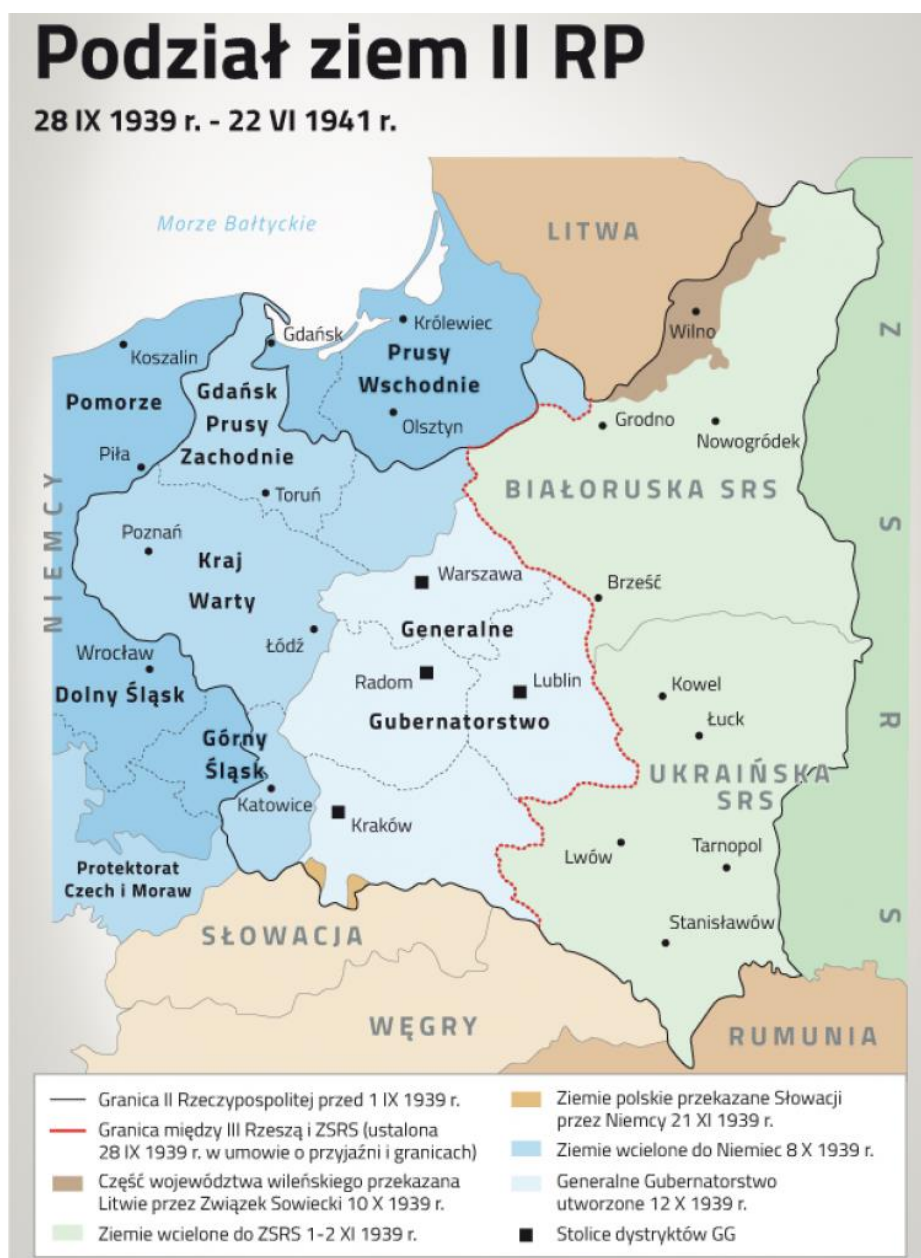 Podział ziem II RP
28 IX 1939 r. - 22 VI 1941 r.
Morze Bałtyckie
LITWA
Wilno
Gdańsk
Królewiec
Koszalin
Prusy
Wschodnie
Gdańsk
Prusy
Zachodnie
Pomorze
Olsztyn
Grodno
Nowogródek
Piła
Toruń
BIAŁORUSKA SRS
NIEMCY
ZSRS
Poznań
Kraj
Warty
Warszawa
Brześć
Generalne
Gubernatorstwo
Łódź
Wrocław
Dolny Śląsk
Radom
Lublin
Kowel
Łuck
Górny
Śląsk
UKRAIŃSKA
SRS
Katowice
Kraków
Lwów
Tarnopol
Protektorat
Czech i Moraw
Stanisławów
SŁOWACJA
WĘGRY
RUMUNIA
Granica II Rzeczypospolitej przed 1 IX 1939 r.
Granica między III Rzeszą i ZSRS (ustalona
28 IX 1939 r. w umowie o przyjaźni i granicach)
Część województwa wileńskiego przekazana
Litwie przez Związek Sowiecki 10 X 1939 r.
Ziemie wcielone do ZSRS 1-2 XI 1939 r.
Ziemie polskie przekazane Słowacji
przez Niemcy 21 XI 1939 r.
Ziemie wcielone do Niemiec 8 X 1939 r.
Generalne Gubernatorstwo
utworzone 12 X 1939 r.
Stolice dystryktów GG